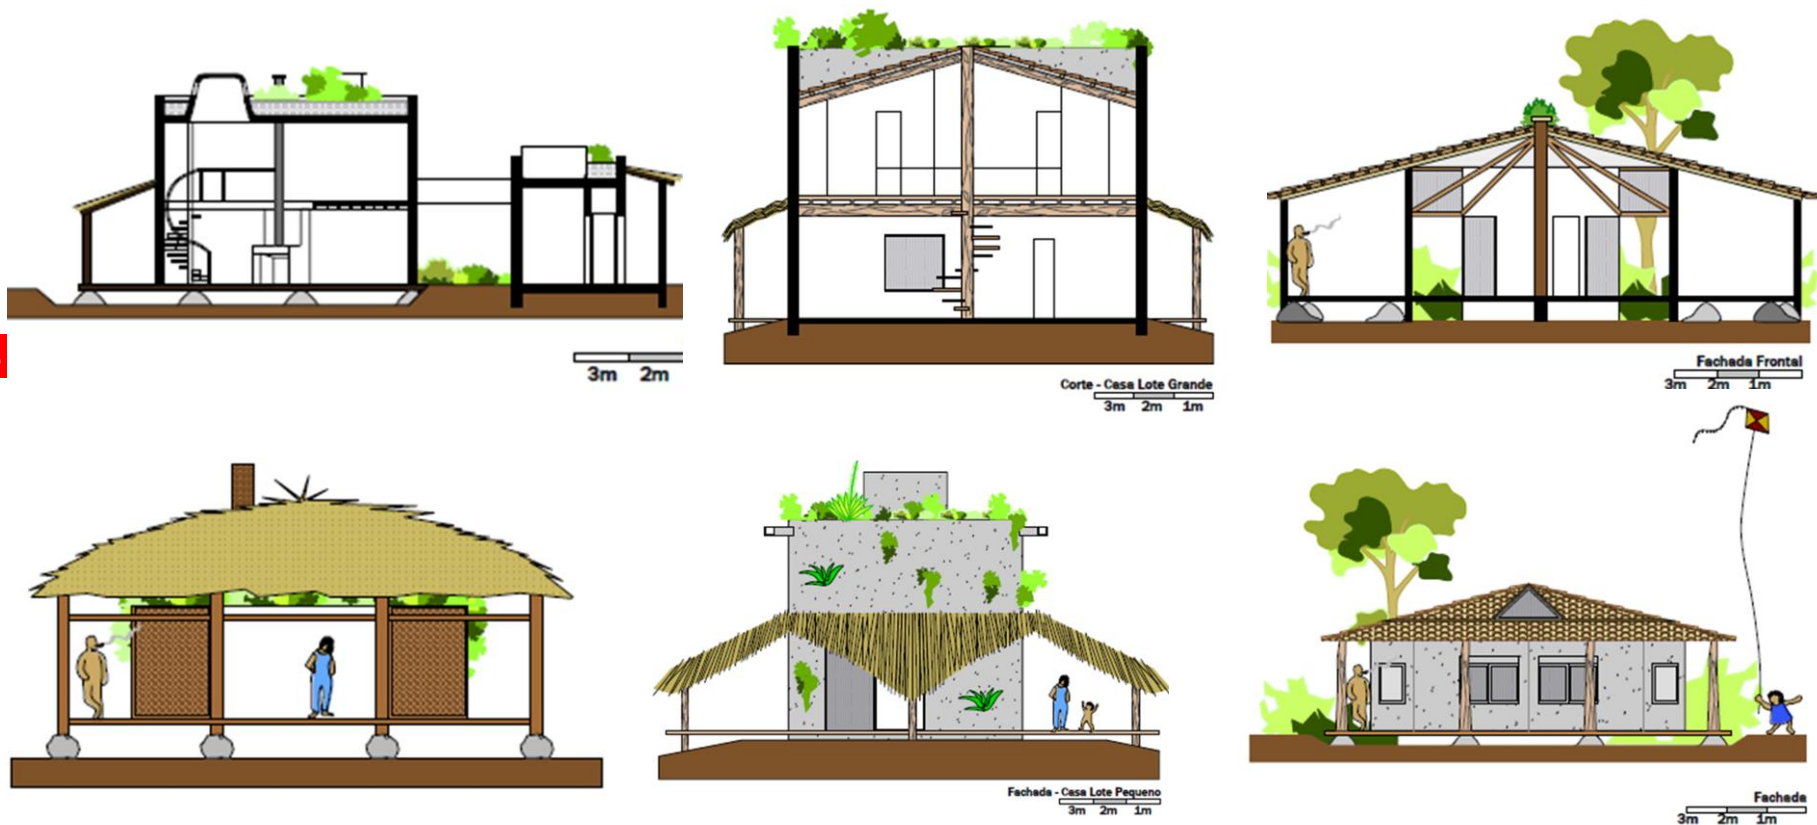 3m 2m
Corte - Casa Lote Grande
3m 2m 1m
Fachada Frontal
3m 2m 1m
Fachada - Casa Lote Pequeno
3m 2m 1m
Fachada
3m 2m 1m